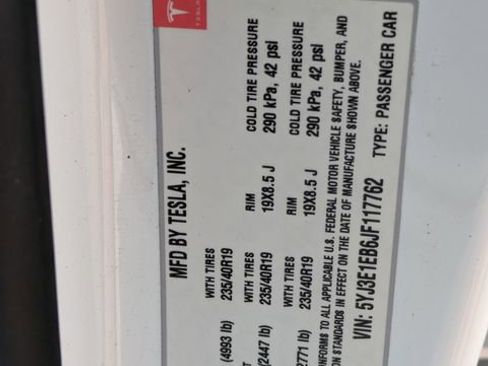 TESLA
MFD BY TESLA, INC.
(4993 lb) WITH TIRES 235/40R19
RIM 19X8.5 J
COLD TIRE PRESSURE 290 kPa, 42 psi
(2447 lb) WITH TIRES 235/40R19
RIM 19X8.5 J
COLD TIRE PRESSURE 290 kPa, 42 psi
2771 lb) 235/40R19
TO ALL APPLICABLE U.S. FEDERAL MOTOR VEHICLE SAFETY, BUMPER, AND
STANDARDS IN EFFECT ON THE DATE OF MANUFACTURE SHOWN ABOVE.
VIN: 5YJ3E1EB6JF117762 TYPE: PASSENGER CAR